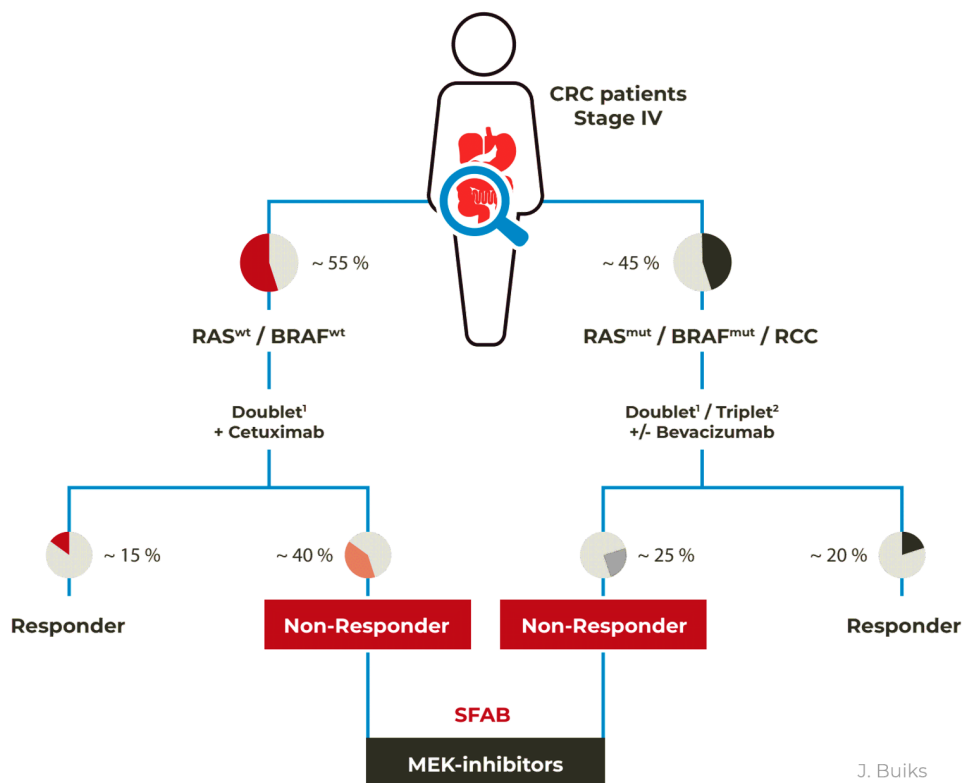 CRC patients
Stage IV
~ 55 %
~ 45 %
RASʷᵗ / BRAFʷᵗ
RASᵐᵘᵗ / BRAFᵐᵘᵗ / RCC
Doublet¹
+ Cetuximab
Doublet¹ / Triplet²
+/- Bevacizumab
~ 15 %
~ 40 %
~ 25 %
~ 20 %
Responder
Non-Responder
Non-Responder
Responder
SFAB
MEK-inhibitors
J. Buiks